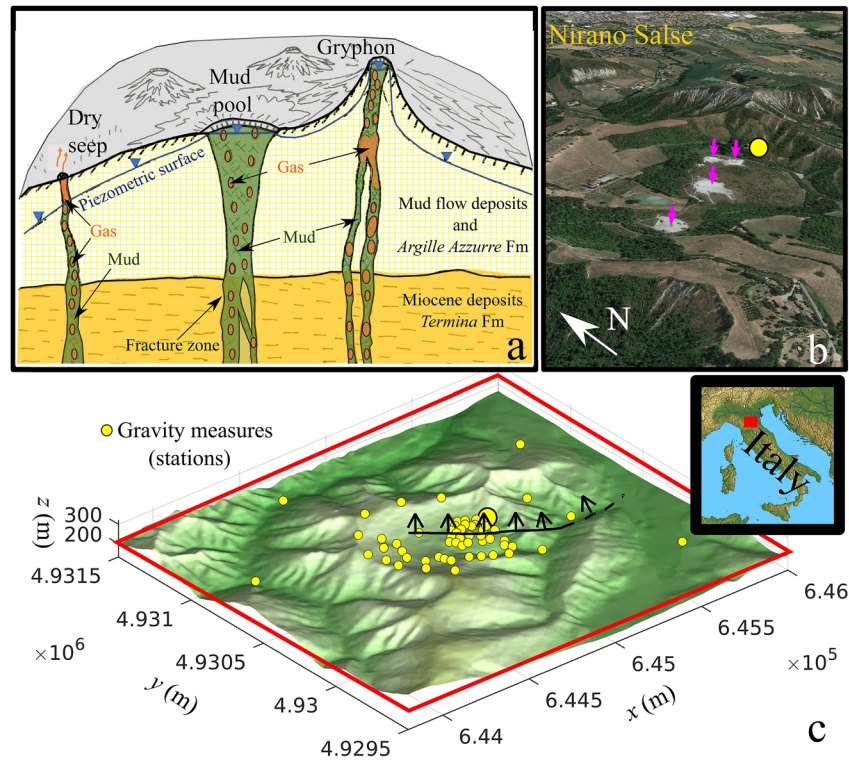 Gryphon
Mud
pool
Dry
seep
Gas
Piezometric surface
Mud flow deposits
and
Argille Azzurre Fm
Gas
Mud
Mud
Miocene deposits
Termina Fm
Fracture zone
a
Nirano Salse
N
b
Gravity measures
(stations)
Italy
z (m)
300
200
4.9315
4.931
4.9305
4.93
4.9295
×10⁶
y (m)
6.46
6.455
6.45
6.445
6.44
×10⁵
x (m)
c